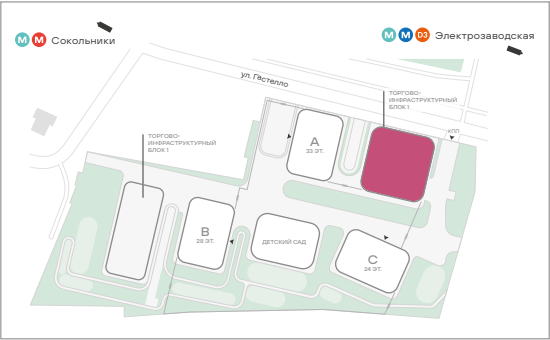 М М Сокольники
М М D3 Электрозаводская
ул. Гастелло
ТОРГОВО-
ИНФРАСТРУКТУРНЫЙ
БЛОК 1
КПП
A
33 ЭТ.
ТОРГОВО-
ИНФРАСТРУКТУРНЫЙ
БЛОК 1
B
28 ЭТ.
ДЕТСКИЙ САД
C
24 ЭТ.